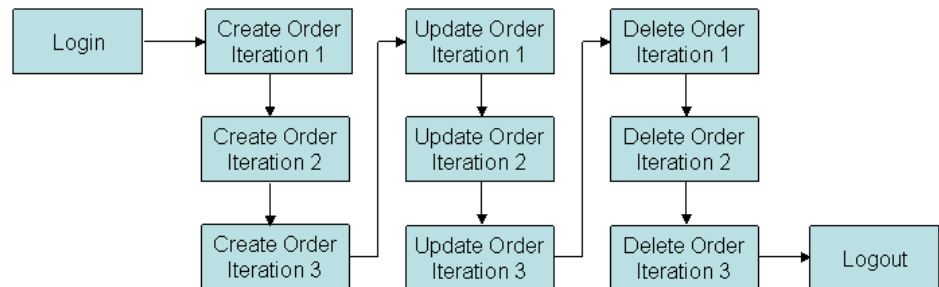 Login
Create Order
Iteration 1
Update Order
Iteration 1
Delete Order
Iteration 1
Create Order
Iteration 2
Update Order
Iteration 2
Delete Order
Iteration 2
Create Order
Iteration 3
Update Order
Iteration 3
Delete Order
Iteration 3
Logout